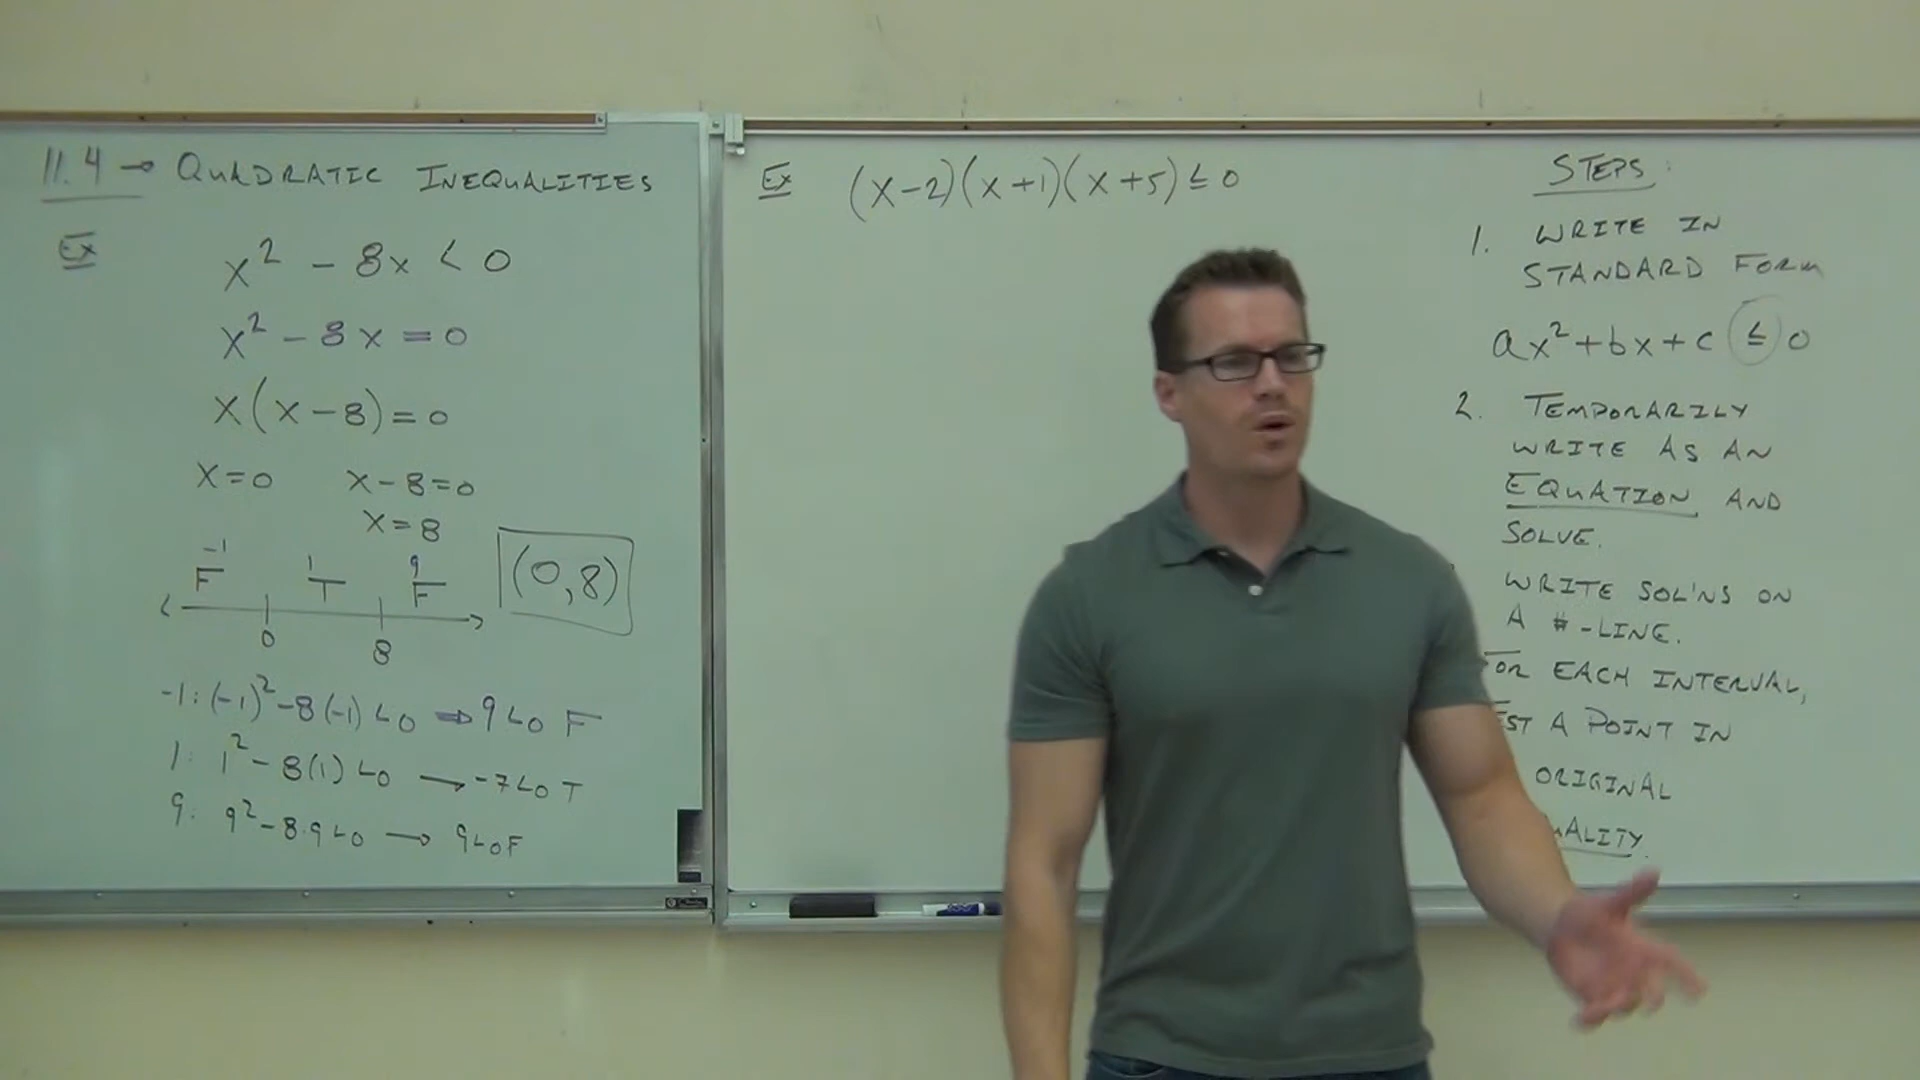 11.4 → QUADRATIC INEQUALITIES
Ex
x² - 8x < 0
x² - 8x = 0
x(x-8) = 0
x=0 x-8=0
x=8
-1 1 9
F T F
0 8
(0,8)
-1: (-1)² -8(-1) < 0 ⇒ 9 < 0 F
1: 1² - 8(1) < 0 → -7 < 0 T
9: 9² - 8·9 < 0 → 9 < 0 F
Ex (x-2)(x+1)(x+5) ≤ 0
STEPS:
1. WRITE IN
STANDARD FORM
ax² + bx + c ≤ 0
2. TEMPORARILY
WRITE AS AN
EQUATION AND
SOLVE.
WRITE SOL'NS ON
A #-LINE.
EACH INTERVAL,
A POINT IN
ORIGINAL